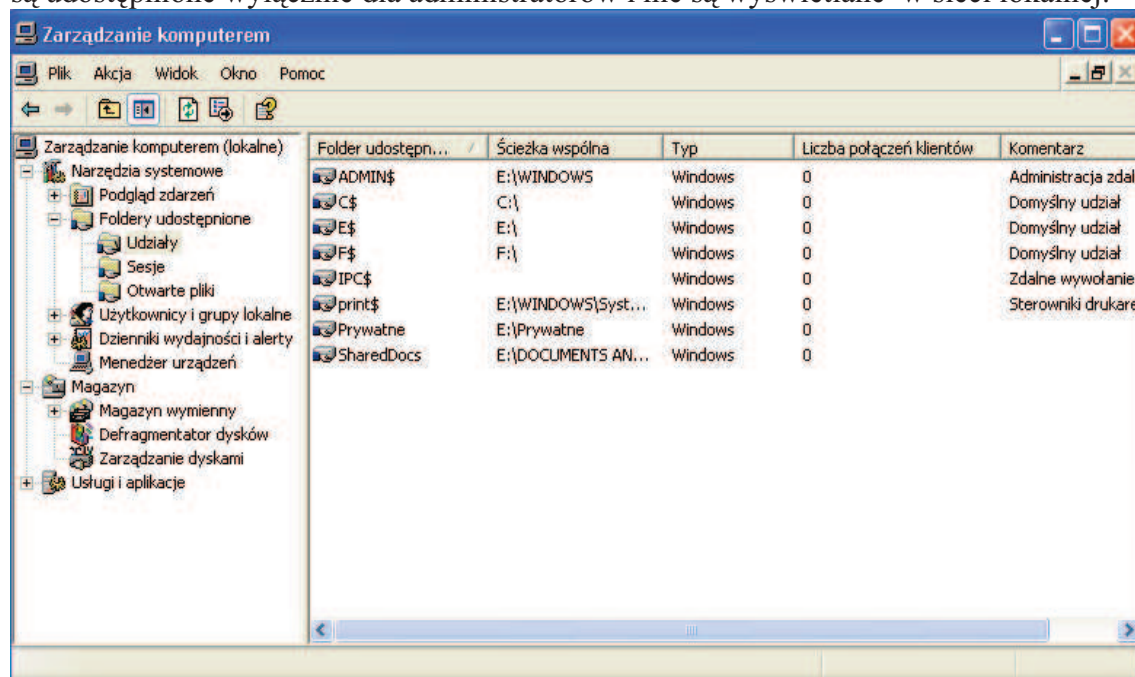 są udostępnione wyłącznie dla administratorów i nie są wyświetlane w sieci lokalnej.
Zarządzanie komputerem
Plik Akcja Widok Okno Pomoc
Zarządzanie komputerem (lokalne)
Narzędzia systemowe
Podgląd zdarzeń
Foldery udostępnione
Udziały
Sesje
Otwarte pliki
Użytkownicy i grupy lokalne
Dzienniki wydajności i alerty
Menedżer urządzeń
Magazyn
Magazyn wymienny
Defragmentator dysków
Zarządzanie dyskami
Usługi i aplikacje
Folder udostępn... Ścieżka wspólna Typ Liczba połączeń klientów Komentarz
ADMIN$ E:\WINDOWS Windows 0 Administracja zdal
C$ C:\ Windows 0 Domyślny udział
E$ E:\ Windows 0 Domyślny udział
F$ F:\ Windows 0 Domyślny udział
IPC$ Windows 0 Zdalne wywołanie
print$ E:\WINDOWS\Syst... Windows 0 Sterowniki drukare
Prywatne E:\Prywatne Windows 0
SharedDocs E:\DOCUMENTS AN... Windows 0